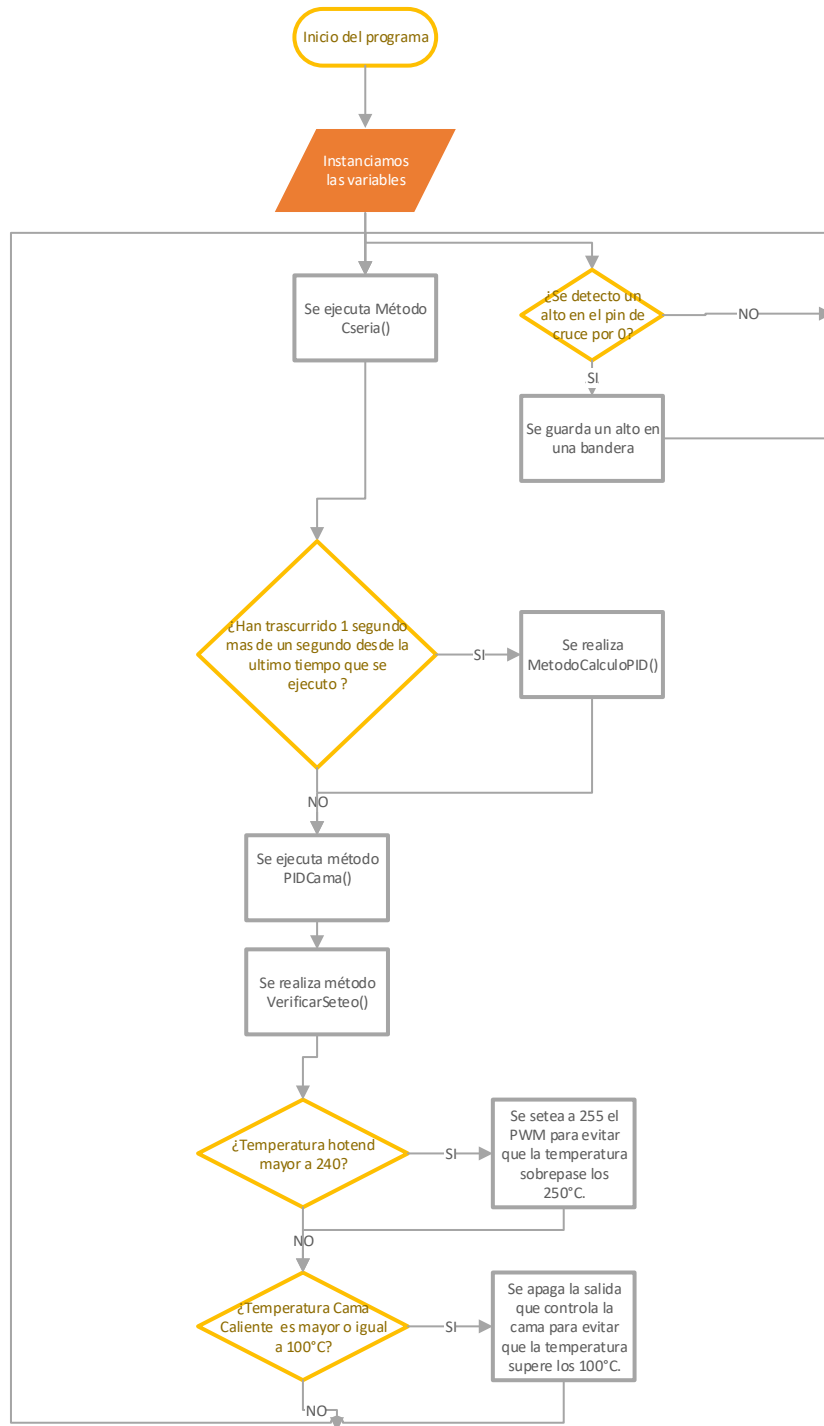 Inicio del programa
Instanciamos
las variables
Se ejecuta Método
Cseria()
¿Se detecto un
alto en el pin de
cruce por 0?
NO
SI
Se guarda un alto en
una bandera
¿Han trascurrido 1 segundo
mas de un segundo desde la
ultimo tiempo que se
ejecuto ?
SI
Se realiza
MetodoCalculoPID()
NO
Se ejecuta método
PIDCama()
Se realiza método
VerificarSeteo()
¿Temperatura hotend
mayor a 240?
SI
Se setea a 255 el
PWM para evitar
que la temperatura
sobrepase los
250°C.
NO
¿Temperatura Cama
Caliente es mayor o igual
a 100°C?
SI
Se apaga la salida
que controla la
cama para evitar
que la temperatura
supere los 100°C.
NO